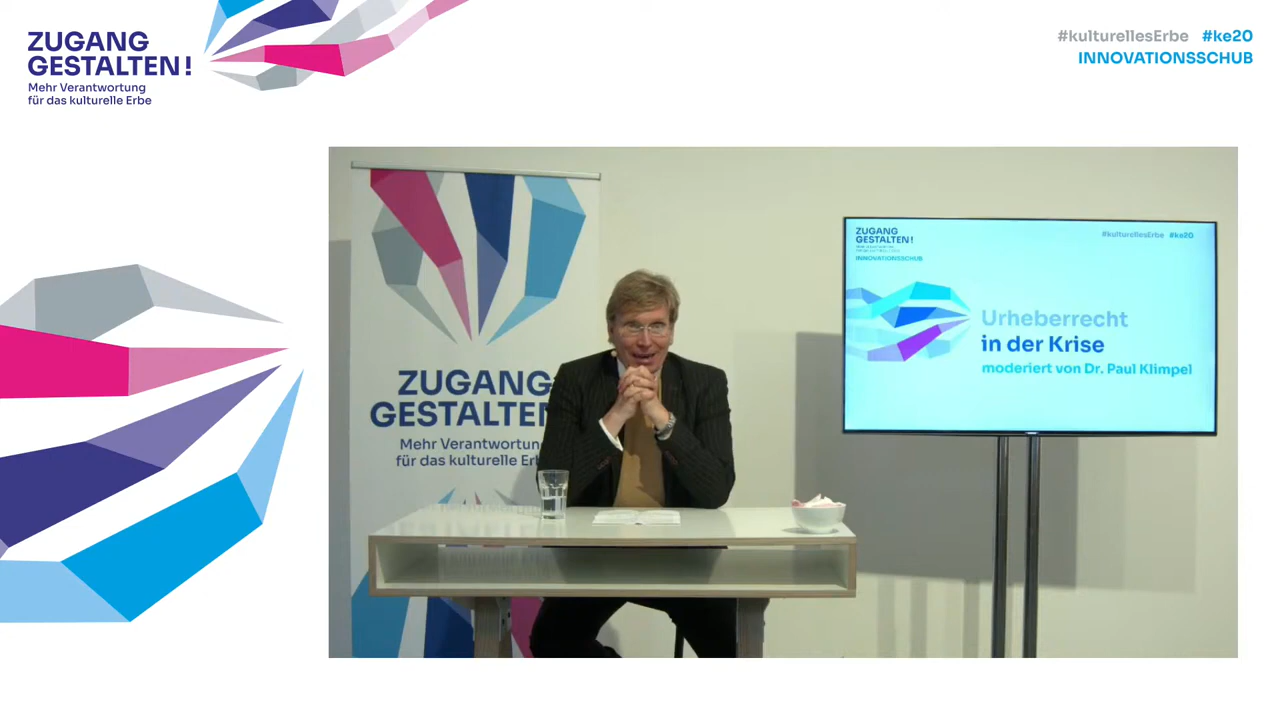 ZUGANG
GESTALTEN!
Mehr Verantwortung
für das kulturelle Erbe
#kulturellesErbe #ke20
INNOVATIONSSCHUB
ZUGANG
GESTALTEN
Mehr Verantwortung
für das kulturelle Erb
ZUGANG
GESTALTEN!
#kulturellesErbe #ke20
INNOVATIONSSCHUB
Urheberrecht
in der Krise
moderiert von Dr. Paul Klimpel